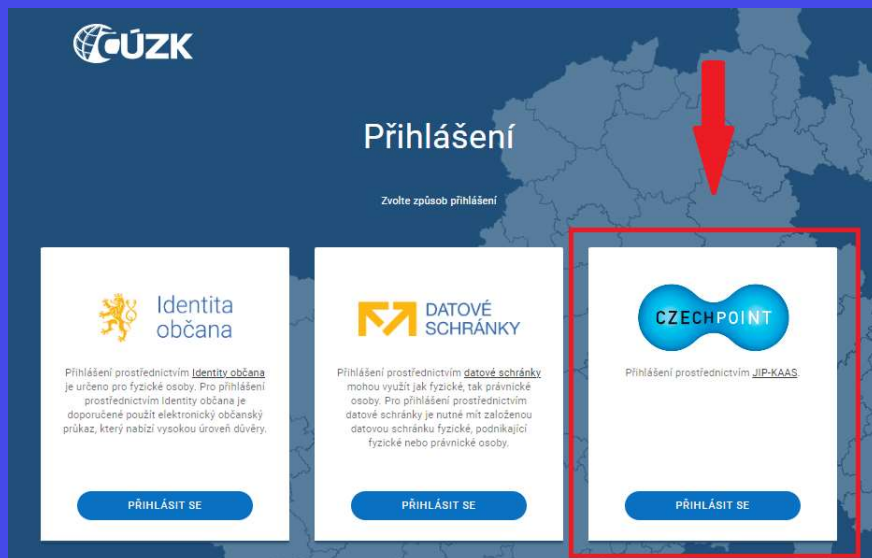 ČÚZK
Přihlášení
Zvolte způsob přihlášení
Identita
občana
Přihlášení prostřednictvím Identity občana
je určeno pro fyzické osoby. Pro přihlášení
prostřednictvím Identity občana je
doporučené použít elektronický občanský
průkaz, který nabízí vysokou úroveň důvěry.
PŘIHLÁSIT SE
DATOVÉ
SCHRÁNKY
Přihlášení prostřednictvím datové schránky
mohou využít jak fyzické, tak právnické
osoby. Pro přihlášení prostřednictvím
datové schránky je nutné mít založenou
datovou schránku fyzické, podnikající
fyzické nebo právnické osoby.
PŘIHLÁSIT SE
CZECHPOINT
Přihlášení prostřednictvím JIP-KAAS.
PŘIHLÁSIT SE